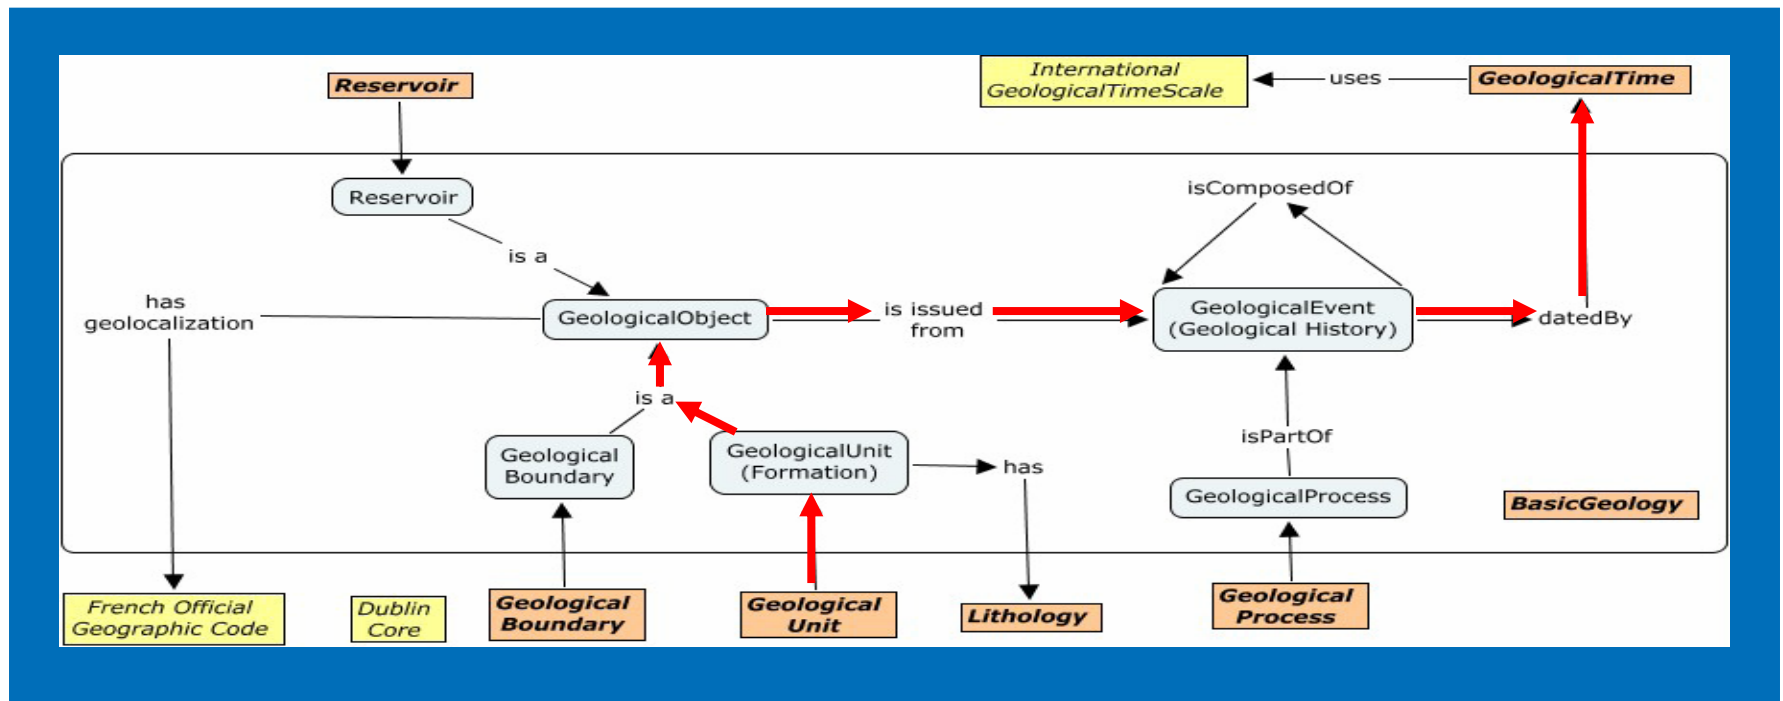 International
GeologicalTimeScale
uses
GeologicalTime
Reservoir
Reservoir
is a
isComposedOf
has
geolocalization
GeologicalObject
is issued
from
GeologicalEvent
(Geological History)
datedBy
is a
Geological
Boundary
GeologicalUnit
(Formation)
has
isPartOf
GeologicalProcess
BasicGeology
French Official
Geographic Code
Dublin
Core
Geological
Boundary
Geological
Unit
Lithology
Geological
Process